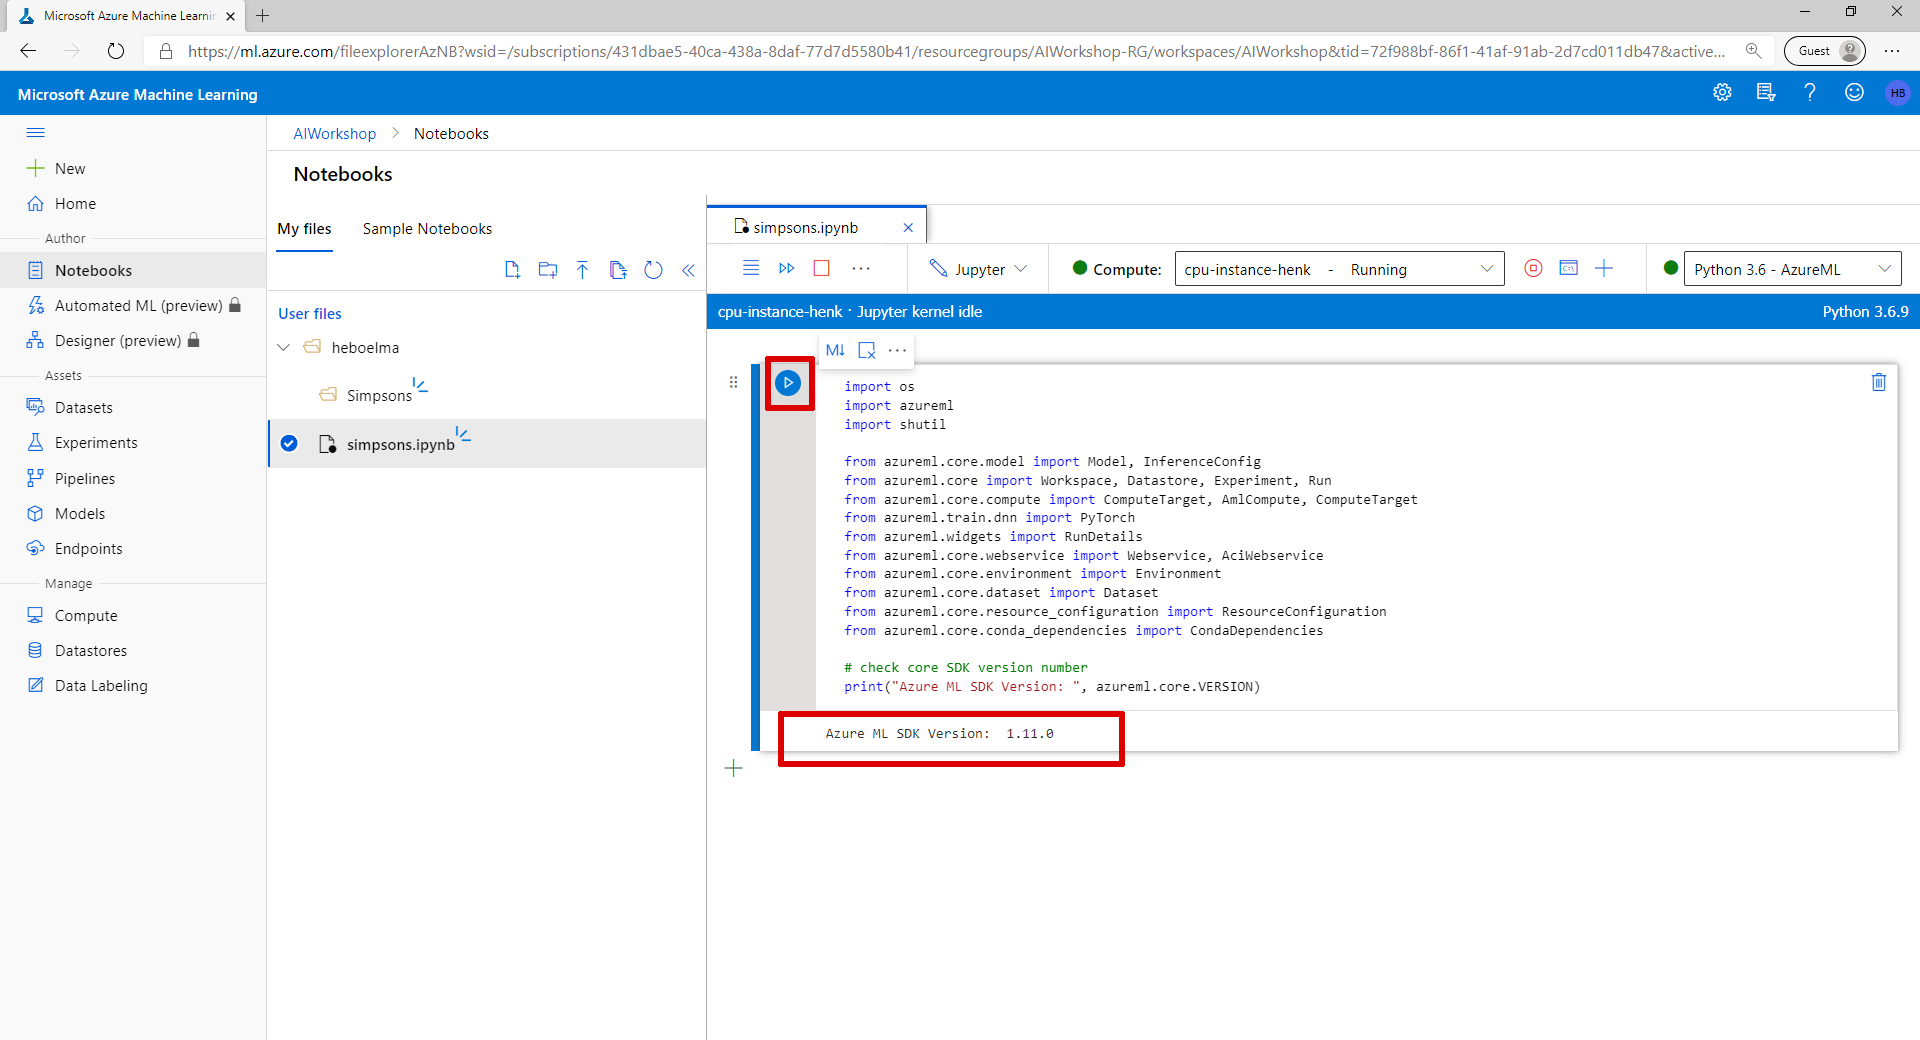 Microsoft Azure Machine Learnin
https://ml.azure.com/fileexplorerAzNB?wsid=/subscriptions/431dbae5-40ca-438a-8daf-77d7d5580b41/resourcegroups/AIWorkshop-RG/workspaces/AIWorkshop&tid=72f988bf-86f1-41af-91ab-2d7cd011db47&active...
Guest
Microsoft Azure Machine Learning
HB
New
Home
Author
Notebooks
Automated ML (preview)
Designer (preview)
Assets
Datasets
Experiments
Pipelines
Models
Endpoints
Manage
Compute
Datastores
Data Labeling
AIWorkshop > Notebooks
Notebooks
My files
Sample Notebooks
User files
heboelma
Simpsons
simpsons.ipynb
simpsons.ipynb
Jupyter
Compute:
cpu-instance-henk - Running
Python 3.6 - AzureML
cpu-instance-henk · Jupyter kernel idle
Python 3.6.9
M↓
import os
import azureml
import shutil
from azureml.core.model import Model, InferenceConfig
from azureml.core import Workspace, Datastore, Experiment, Run
from azureml.core.compute import ComputeTarget, AmlCompute, ComputeTarget
from azureml.train.dnn import PyTorch
from azureml.widgets import RunDetails
from azureml.core.webservice import Webservice, AciWebservice
from azureml.core.environment import Environment
from azureml.core.dataset import Dataset
from azureml.core.resource_configuration import ResourceConfiguration
from azureml.core.conda_dependencies import CondaDependencies
# check core SDK version number
print("Azure ML SDK Version: ", azureml.core.VERSION)
Azure ML SDK Version:  1.11.0